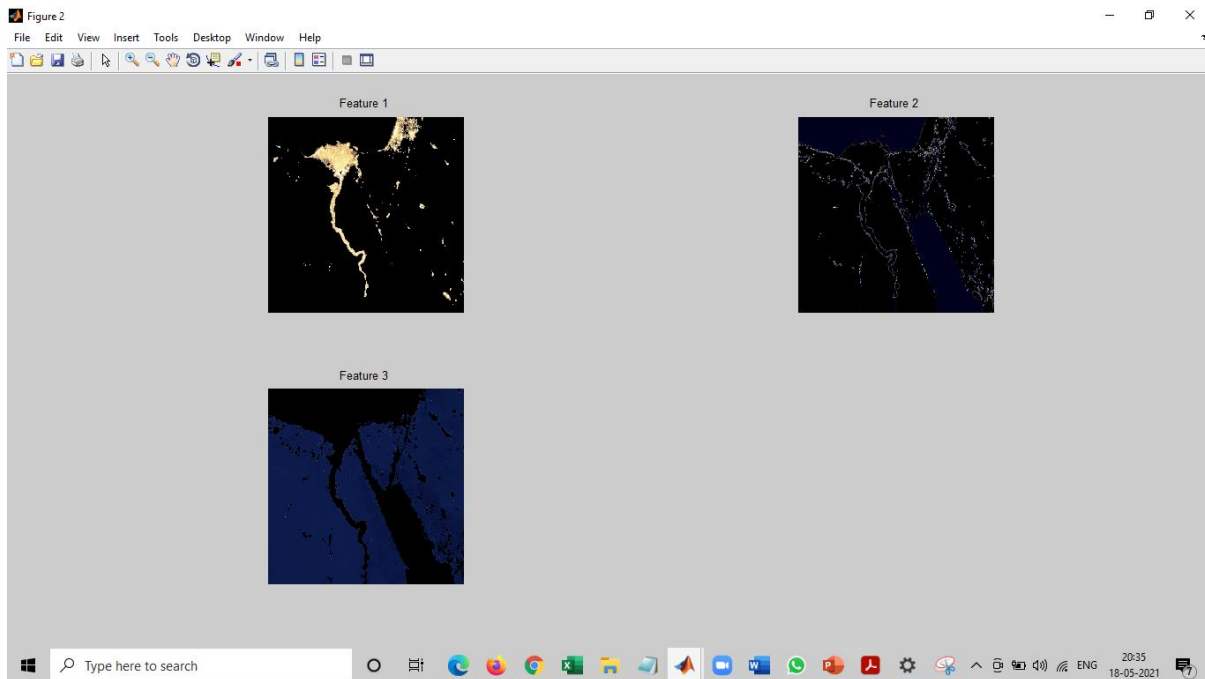 Figure 2
File Edit View Insert Tools Desktop Window Help
Feature 1
Feature 2
Feature 3
Type here to search
ENG
20:35
18-05-2021
7